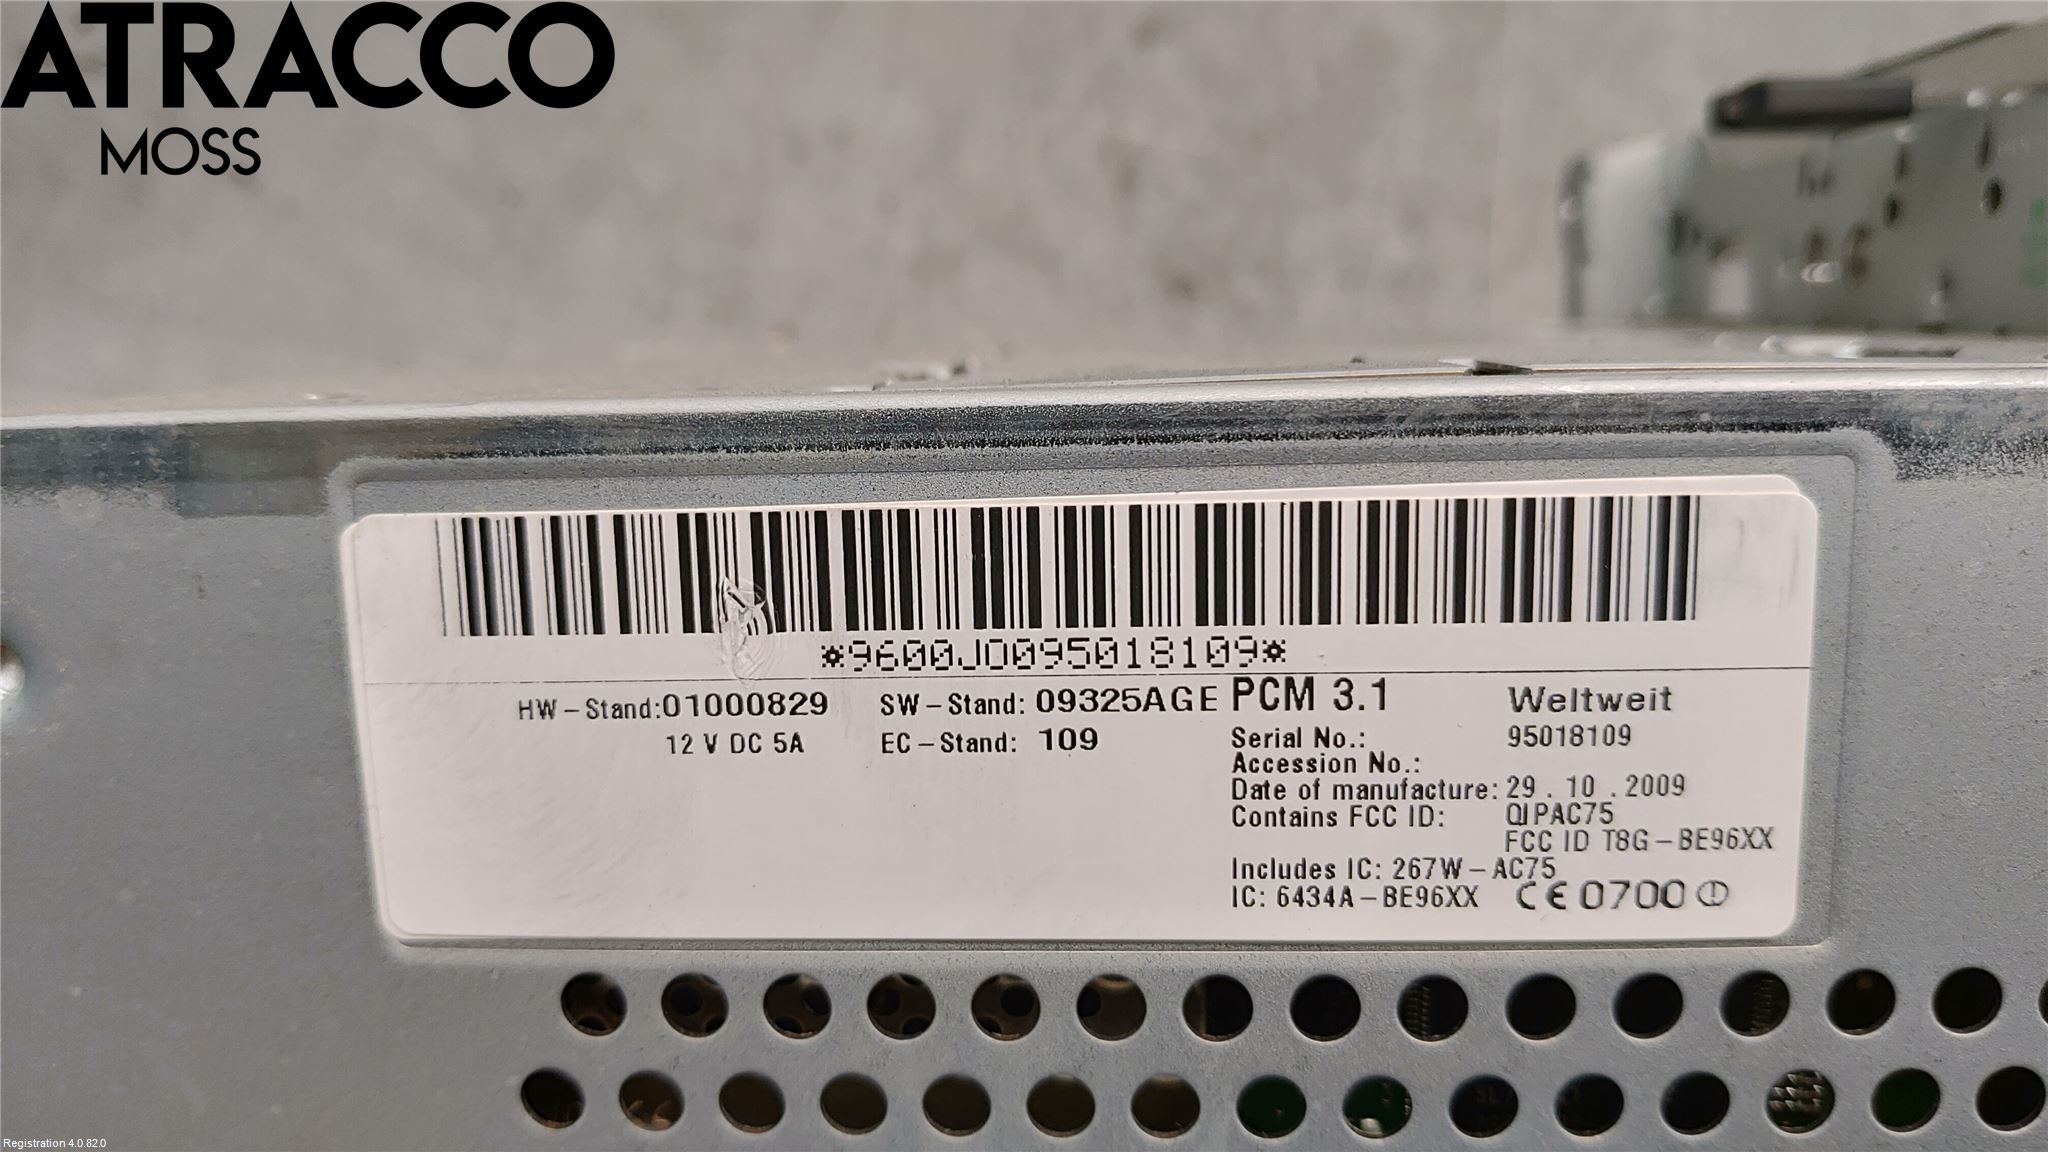 ATRACCO
MOSS
*9600JO095018109*
HW-Stand:01000829
12 V DC 5A
SW-Stand: 09325AGE
EC-Stand: 109
PCM 3.1 Weltweit
Serial No.: 95018109
Accession No.:
Date of manufacture: 29 . 10 . 2009
Contains FCC ID: QIPAC75
FCC ID T8G-BE96XX
Includes IC: 267W-AC75
IC: 6434A-BE96XX CE 0700
Registration 4.0.82.0